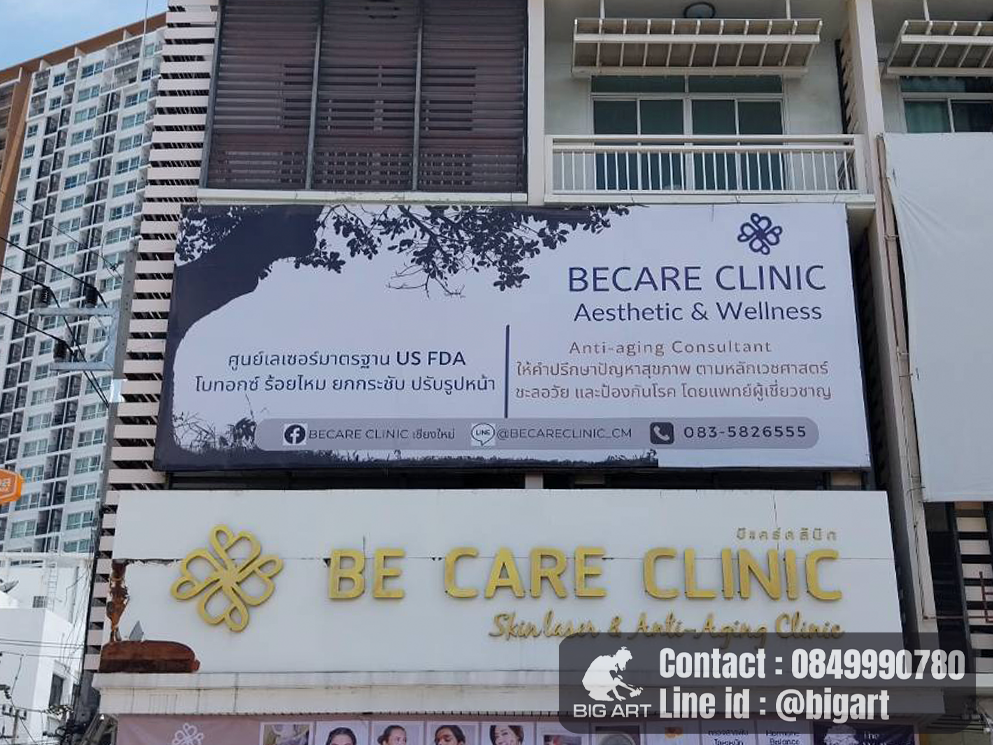 BECARE CLINIC
Aesthetic & Wellness
ศูนย์เลเซอร์มาตรฐาน US FDA
โบทอกซ์ ร้อยไหม ยกกระชับ ปรับรูปหน้า
Anti-aging Consultant
ให้คำปรึกษาปัญหาสุขภาพ ตามหลักเวชศาสตร์
ชะลอวัย และป้องกันโรค โดยแพทย์ผู้เชี่ยวชาญ
BECARE CLINIC เชียงใหม่
LINE @BECARECLINIC_CM
083-5826555
บีแคร์คลินิก
BE CARE CLINIC
Skin laser & Anti-Aging Clinic
Contact : 0849990780
BIG ART
Line id : @bigart